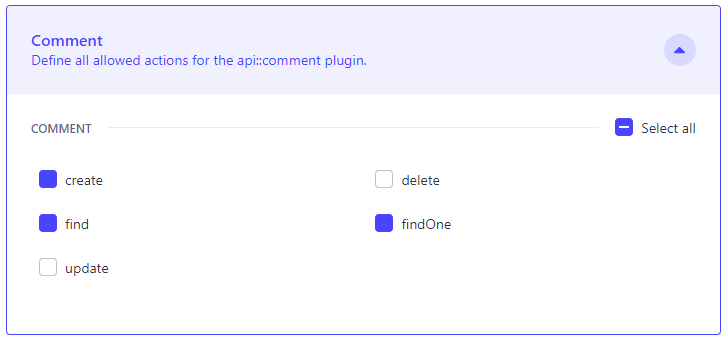 Comment
Define all allowed actions for the api::comment plugin.
COMMENT
Select all
create
delete
find
findOne
update